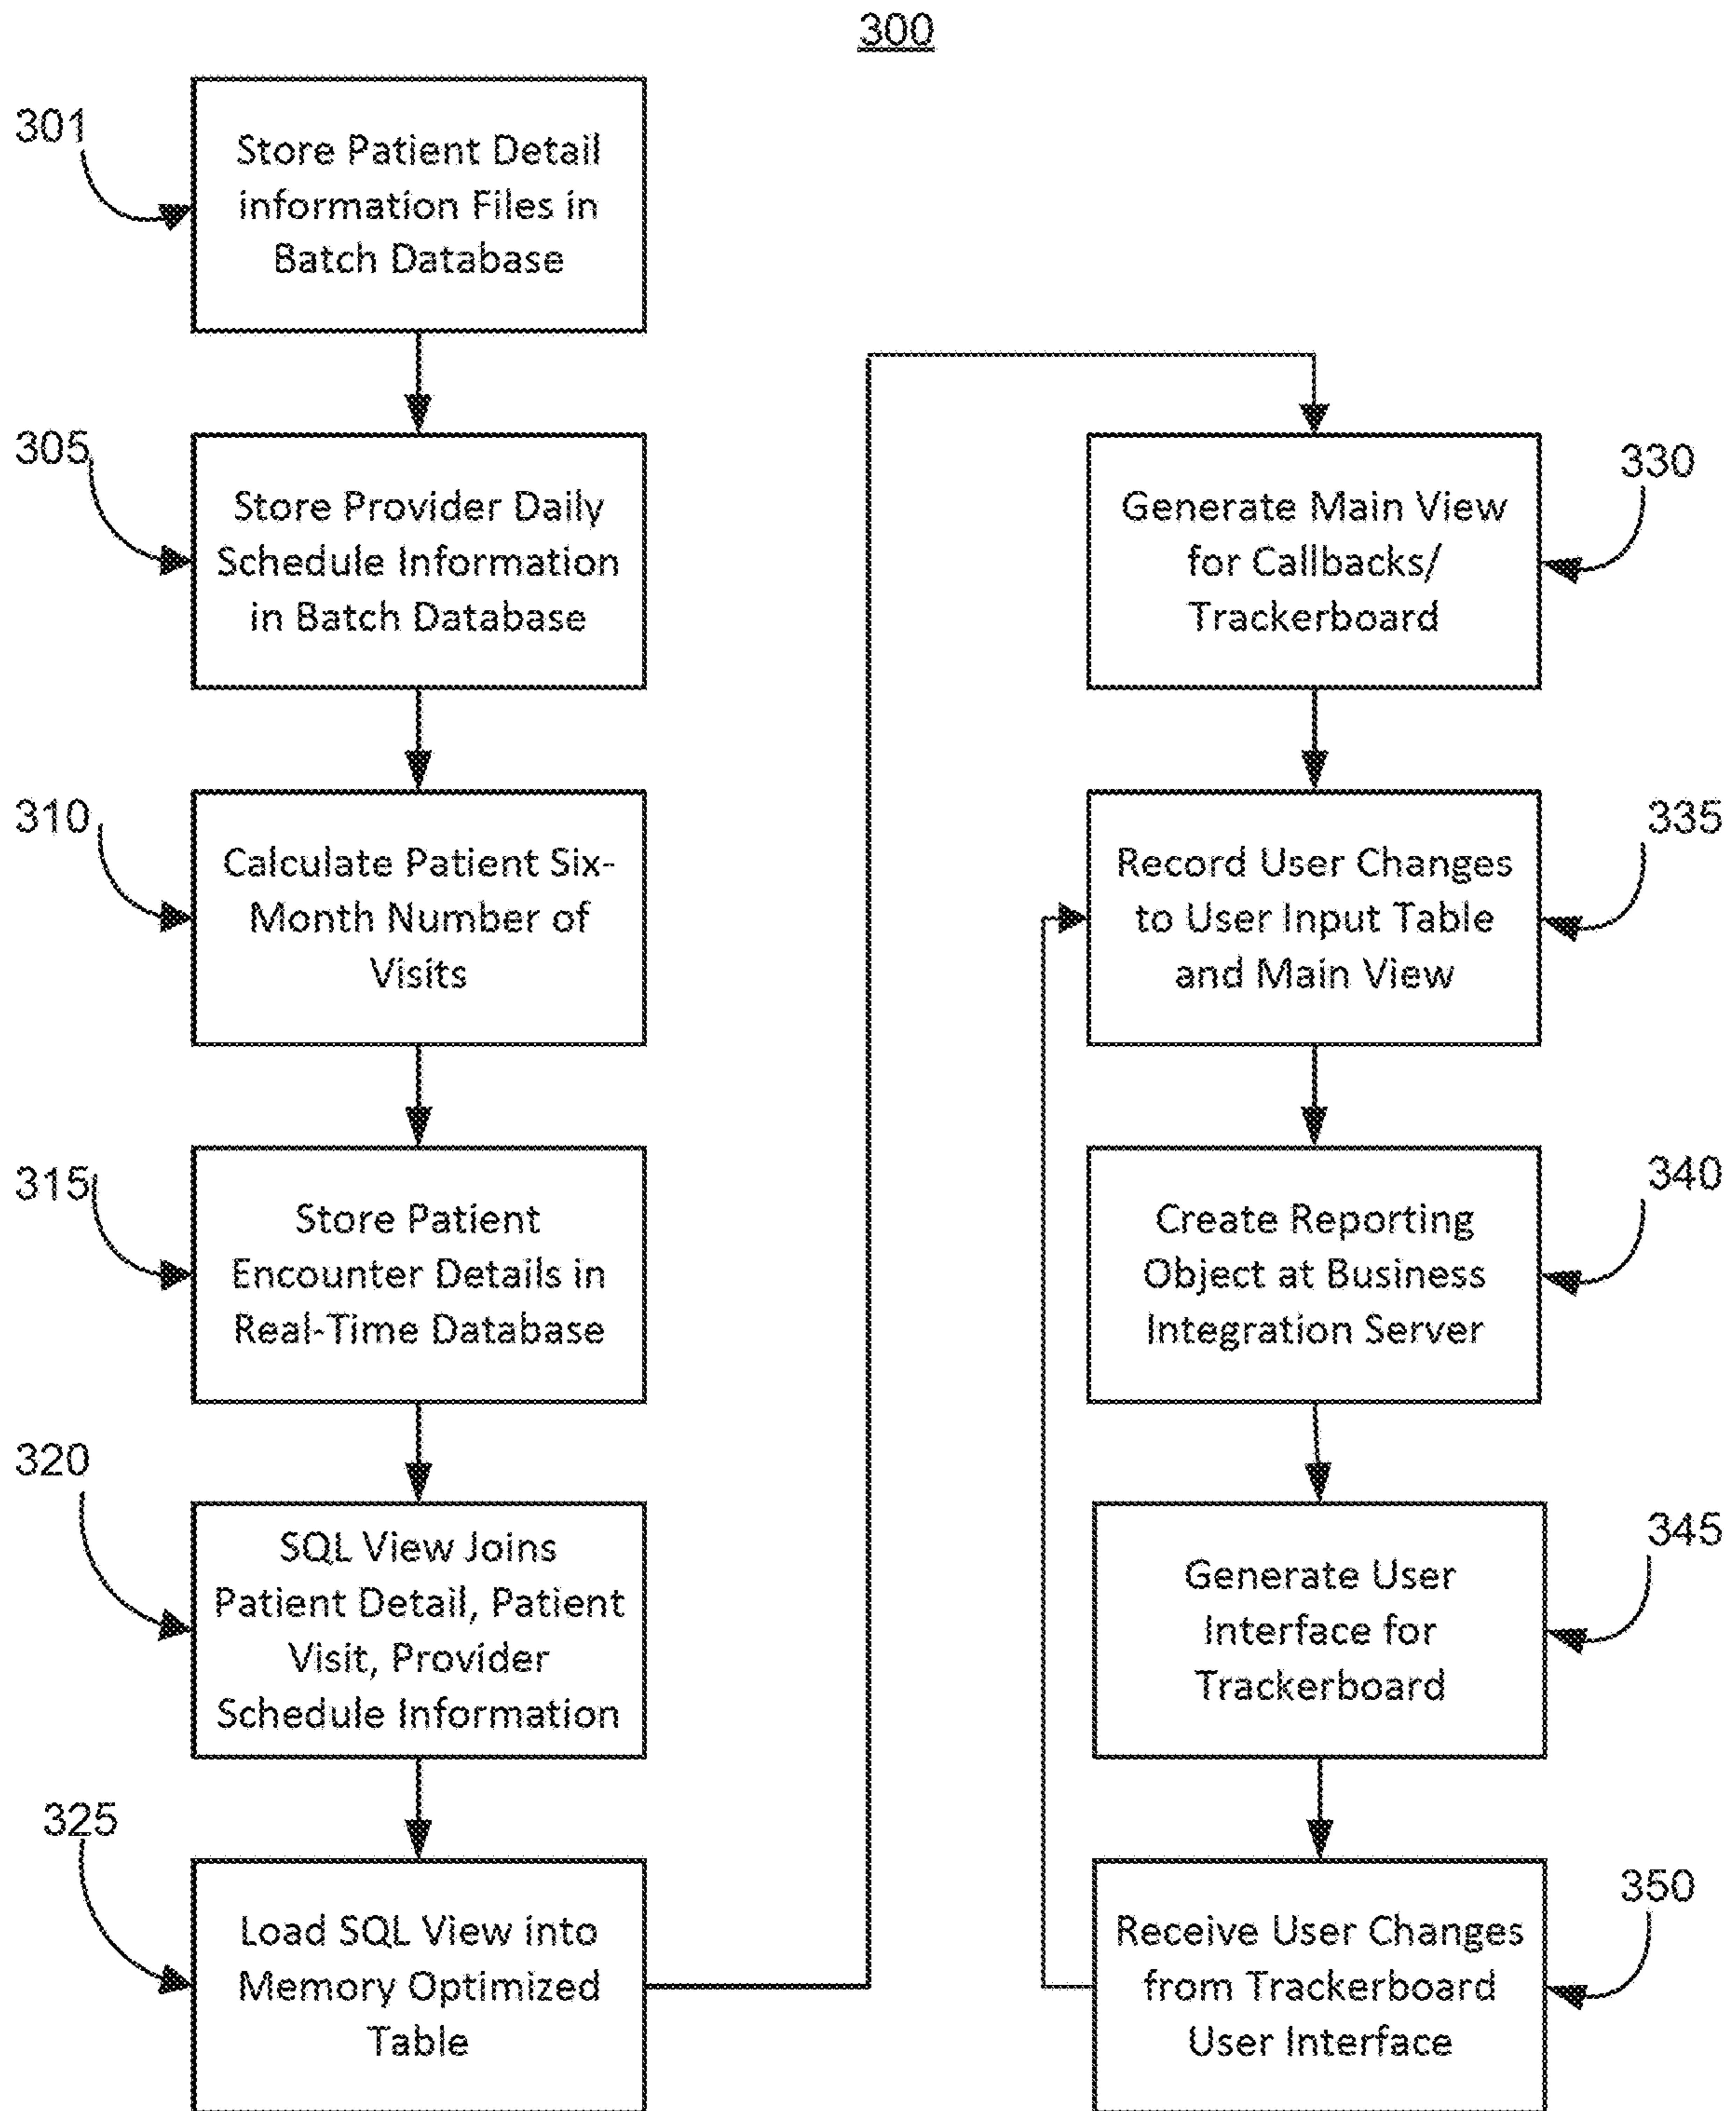 300
301
Store Patient Detail
information Files in
Batch Database
305
Store Provider Daily
Schedule Information
in Batch Database
310
Calculate Patient Six-
Month Number of
Visits
315
Store Patient
Encounter Details in
Real-Time Database
320
SQL View Joins
Patient Detail, Patient
Visit, Provider
Schedule Information
325
Load SQL View into
Memory Optimized
Table
330
Generate Main View
for Callbacks/
Trackerboard
335
Record User Changes
to User Input Table
and Main View
340
Create Reporting
Object at Business
Integration Server
345
Generate User
Interface for
Trackerboard
350
Receive User Changes
from Trackerboard
User Interface